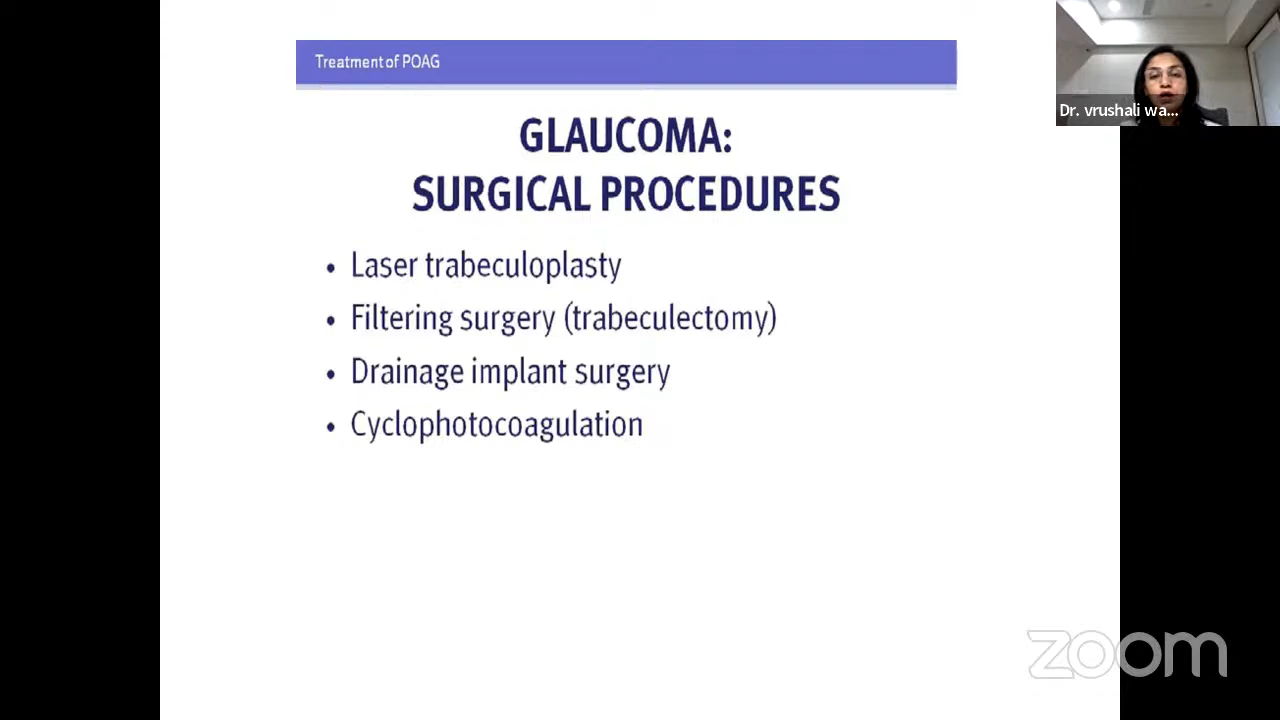 Treatment of POAG
Dr. vrushali wa...
GLAUCOMA:
SURGICAL PROCEDURES
• Laser trabeculoplasty
• Filtering surgery (trabeculectomy)
• Drainage implant surgery
• Cyclophotocoagulation
zoom